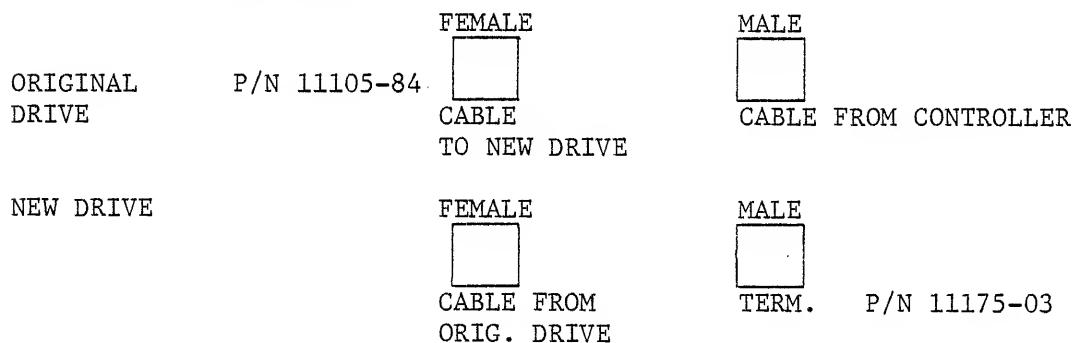 FEMALE MALE
ORIGINAL P/N 11105-84
DRIVE CABLE CABLE FROM CONTROLLER
TO NEW DRIVE
NEW DRIVE FEMALE MALE
CABLE FROM TERM. P/N 11175-03
ORIG. DRIVE